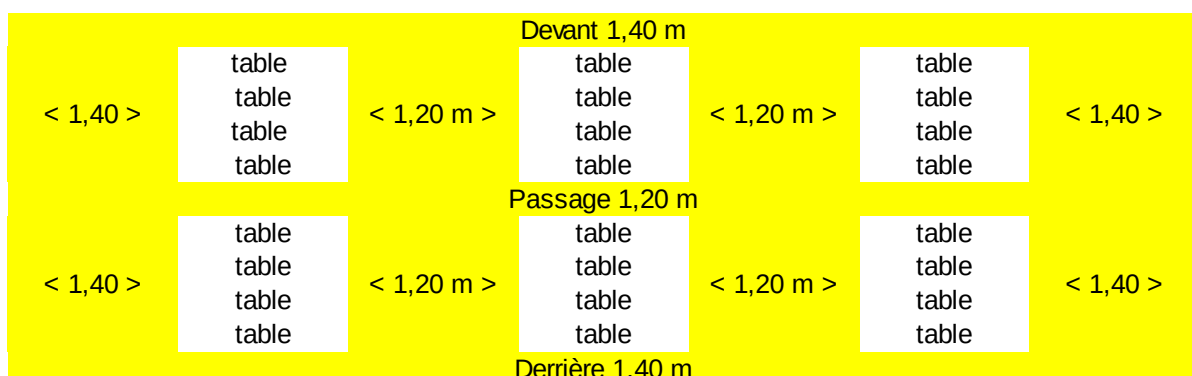 Devant 1,40 m
table table table
table table table
< 1,40 > < 1,20 m > < 1,20 m > < 1,40 >
table table table
table table table
Passage 1,20 m
table table table
table table table
< 1,40 > < 1,20 m > < 1,20 m > < 1,40 >
table table table
table table table
Derrière 1,40 m